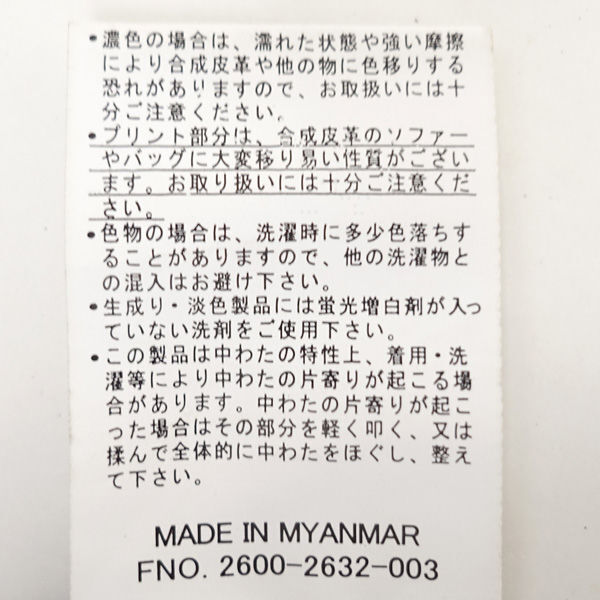 •濃色の場合は、濡れた状態や強い摩擦
により合成皮革や他の物に色移りする
恐れがありますので、お取扱いには十
分ご注意ください。
•プリント部分は、合成皮革のソファー
やバッグに大変移り易い性質がござい
ます。お取り扱いには十分ご注意くだ
さい。
•色物の場合は、洗濯時に多少色落ちす
ることがありますので、他の洗濯物と
の混入はお避け下さい。
•生成り・淡色製品には蛍光増白剤が入っ
ていない洗剤をご使用下さい。
•この製品は中わたの特性上、着用・洗
濯等により中わたの片寄りが起こる場
合があります。中わたの片寄りが起こ
った場合はその部分を軽く叩く、又は
揉んで全体的に中わたをほぐし、整え
て下さい。
MADE IN MYANMAR
FNO. 2600-2632-003